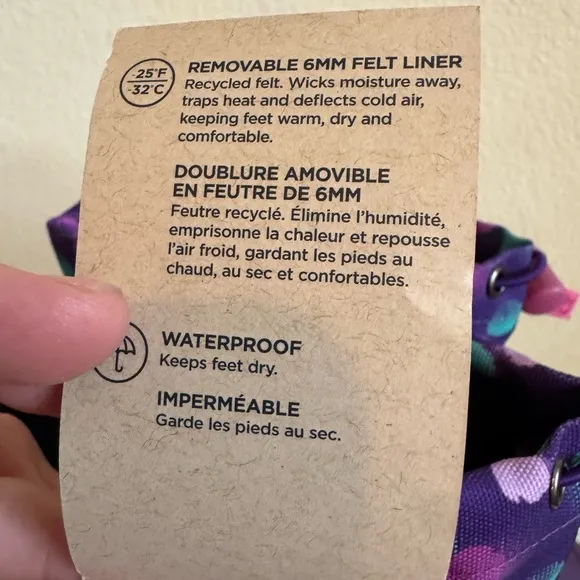 -25°F
-32°C
REMOVABLE 6MM FELT LINER
Recycled felt. Wicks moisture away,
traps heat and deflects cold air,
keeping feet warm, dry and
comfortable.
DOUBLURE AMOVIBLE
EN FEUTRE DE 6MM
Feutre recyclé. Élimine l'humidité,
emprisonne la chaleur et repousse
l'air froid, gardant les pieds au
chaud, au sec et confortables.
WATERPROOF
Keeps feet dry.
IMPERMÉABLE
Garde les pieds au sec.